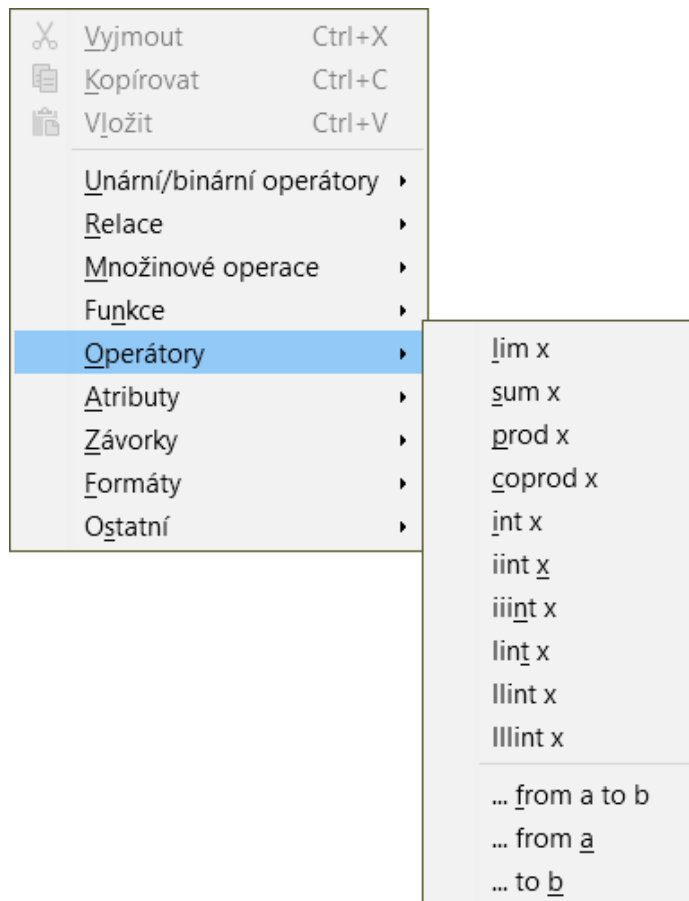 Vyjmout Ctrl+X
Kopírovat Ctrl+C
Vložit Ctrl+V
Unární/binární operátory
Relace
Množinové operace
Funkce
Operátory
Atributy
Závorky
Formáty
Ostatní
lim x
sum x
prod x
coprod x
int x
iint x
iiint x
lint x
llint x
lllint x
... from a to b
... from a
... to b